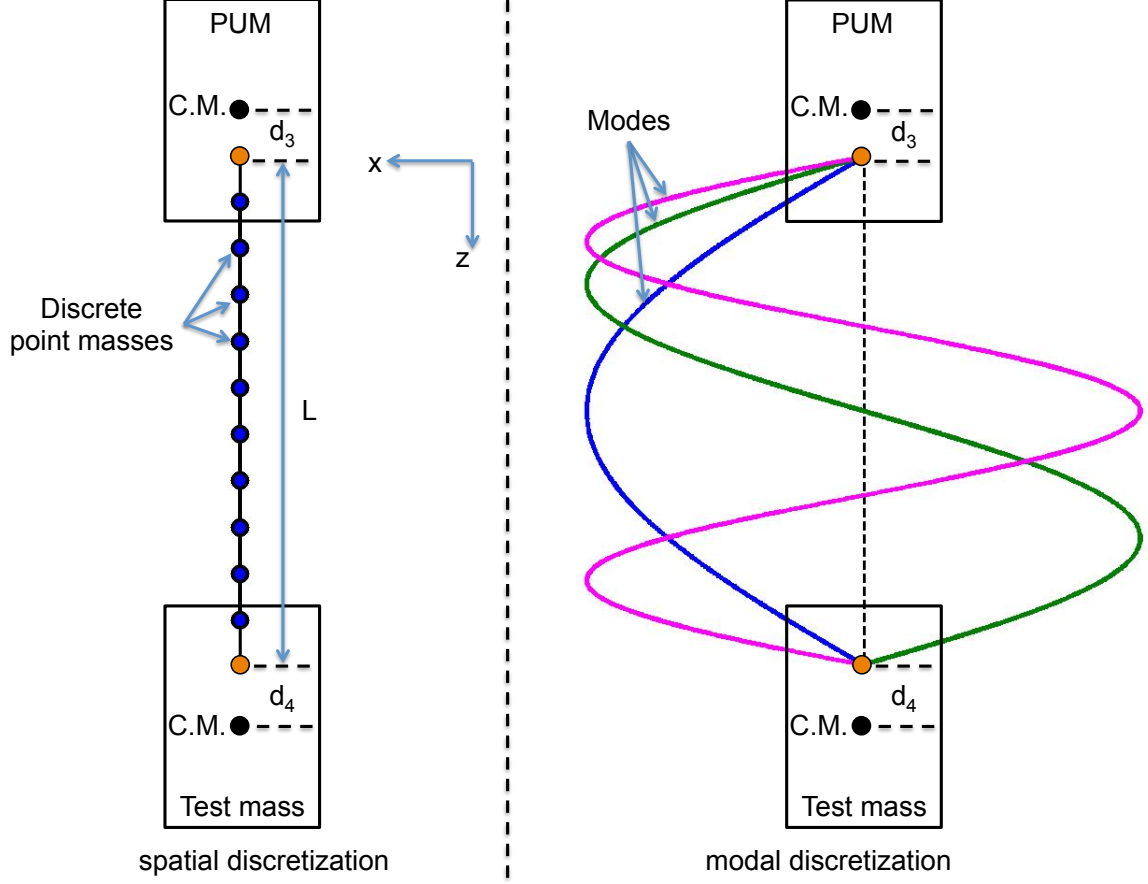 PUM
C.M.
d3
x
z
Discrete
point masses
L
d4
C.M.
Test mass
spatial discretization
PUM
C.M.
d3
Modes
d4
C.M.
Test mass
modal discretization